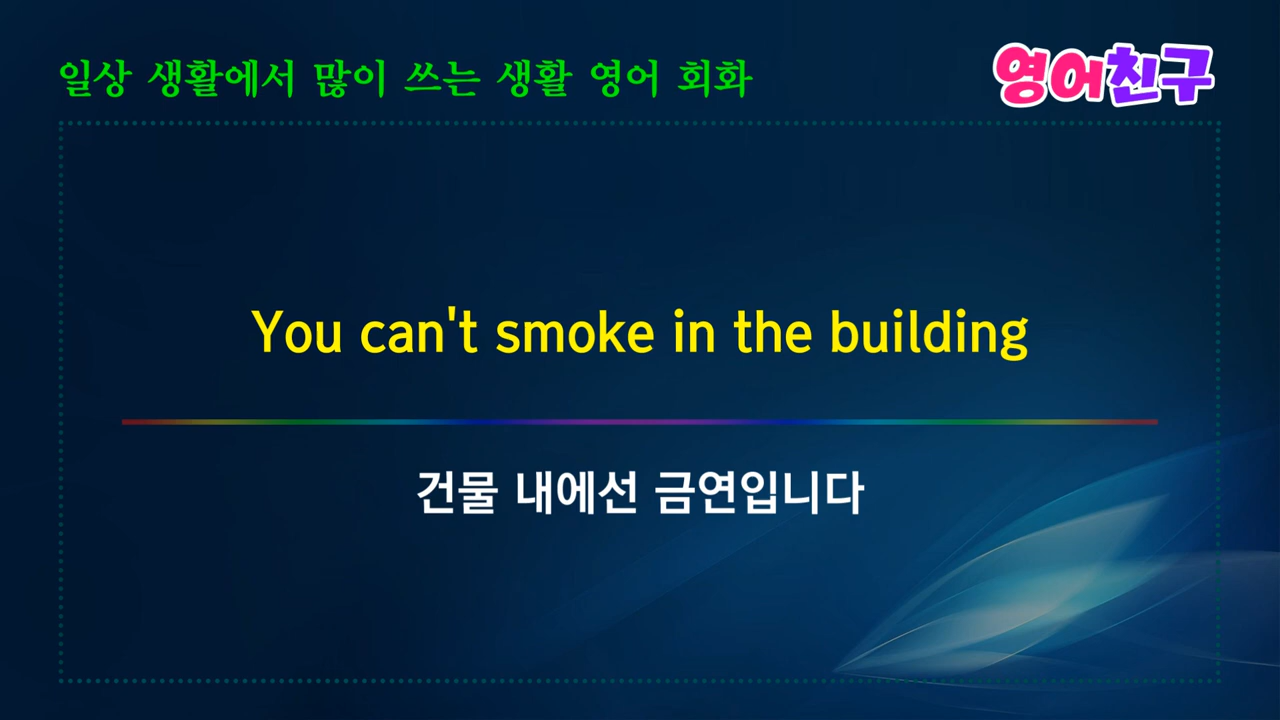 일상 생활에서 많이 쓰는 생활 영어 회화
영어친구
You can't smoke in the building
건물 내에선 금연입니다